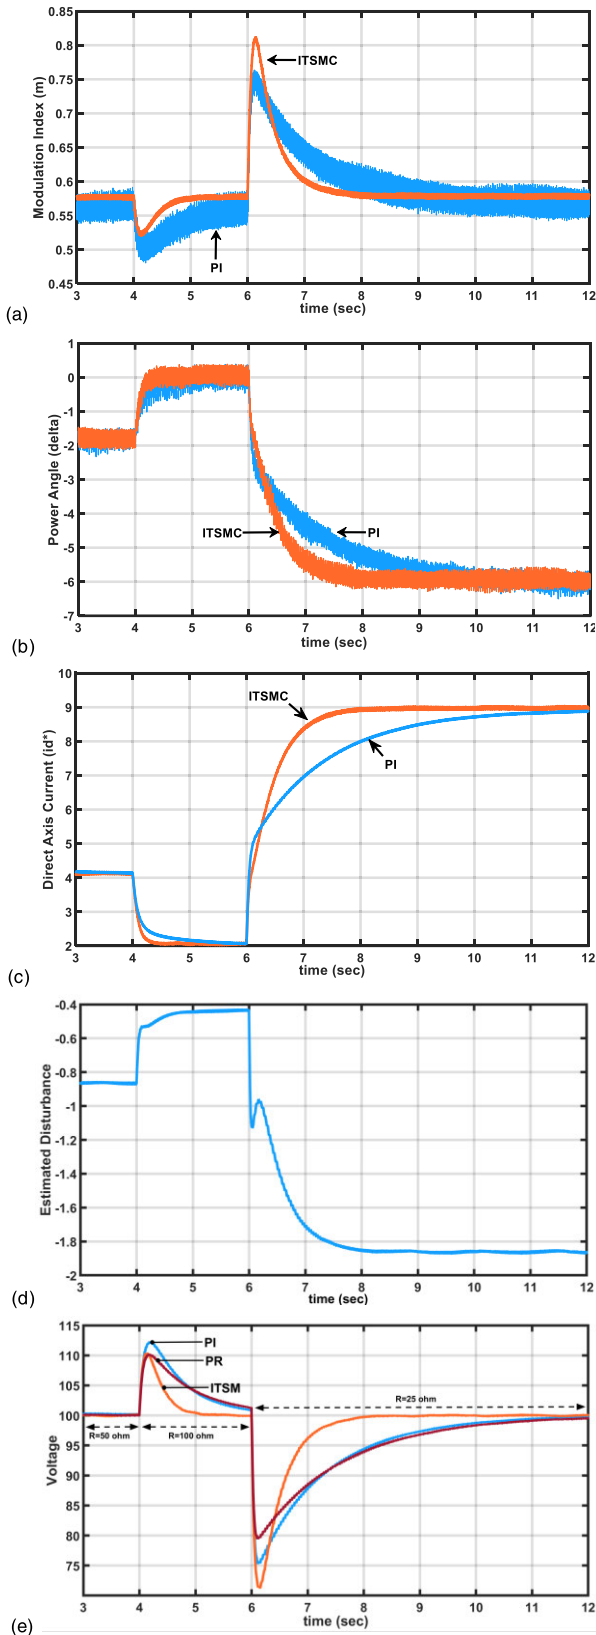 0.85
0.8
0.75
0.7
0.65
0.6
0.55
0.5
0.45
Modulation Index (m)
ITSMC
PI
3 4 5 6 7 8 9 10 11 12
time (sec)
(a)
1
0
-1
-2
-3
-4
-5
-6
-7
Power Angle (delta)
ITSMC
PI
3 4 5 6 7 8 9 10 11 12
time (sec)
(b)
10
9
8
7
6
5
4
3
2
Direct Axis Current (id*)
ITSMC
PI
3 4 5 6 7 8 9 10 11 12
time (sec)
(c)
-0.4
-0.6
-0.8
-1
-1.2
-1.4
-1.6
-1.8
-2
Estimated Disturbance
3 4 5 6 7 8 9 10 11 12
time (sec)
(d)
115
110
105
100
95
90
85
80
75
Voltage
PI
PR
ITSM
R=50 ohm
R=100 ohm
R=25 ohm
3 4 5 6 7 8 9 10 11 12
time (sec)
(e)